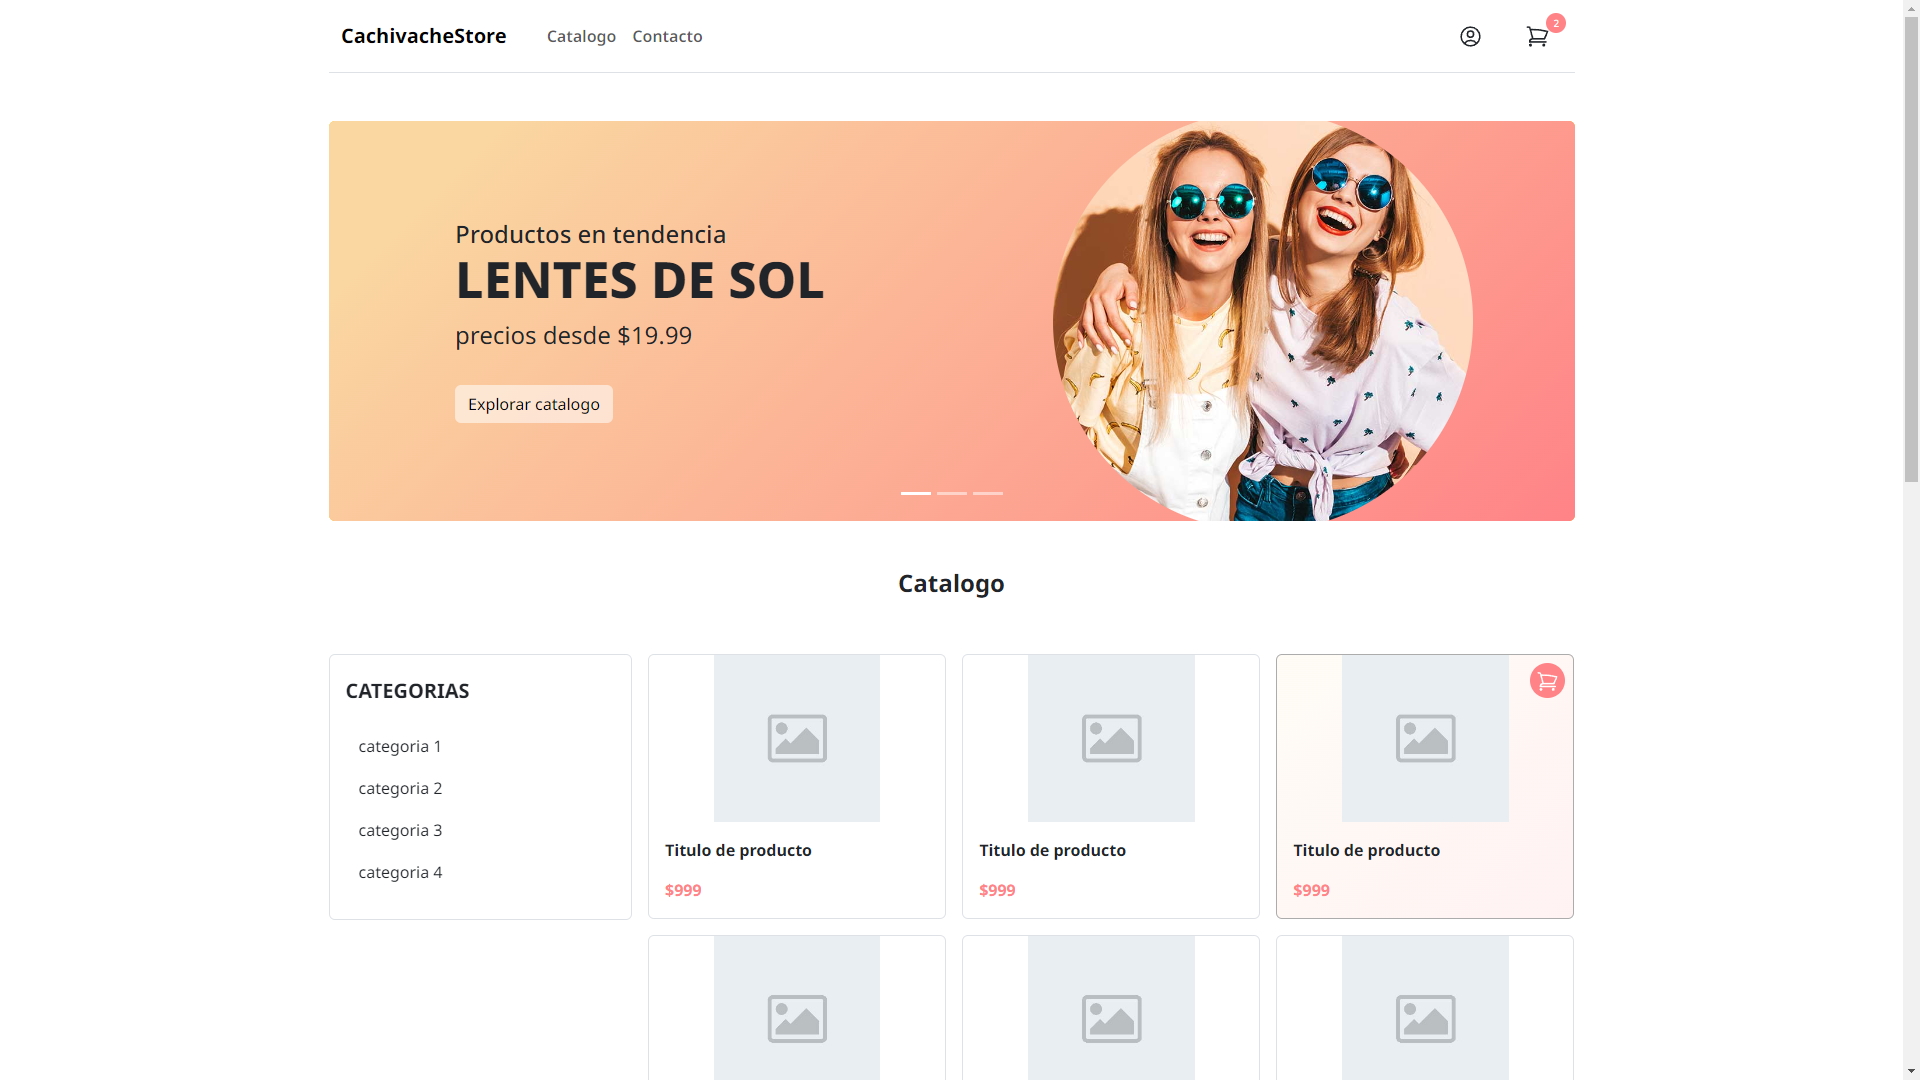 CachivacheStore
Catalogo
Contacto
2
Productos en tendencia
LENTES DE SOL
precios desde $19.99
Explorar catalogo
Catalogo
CATEGORIAS
categoria 1
categoria 2
categoria 3
categoria 4
Titulo de producto
$999
Titulo de producto
$999
Titulo de producto
$999